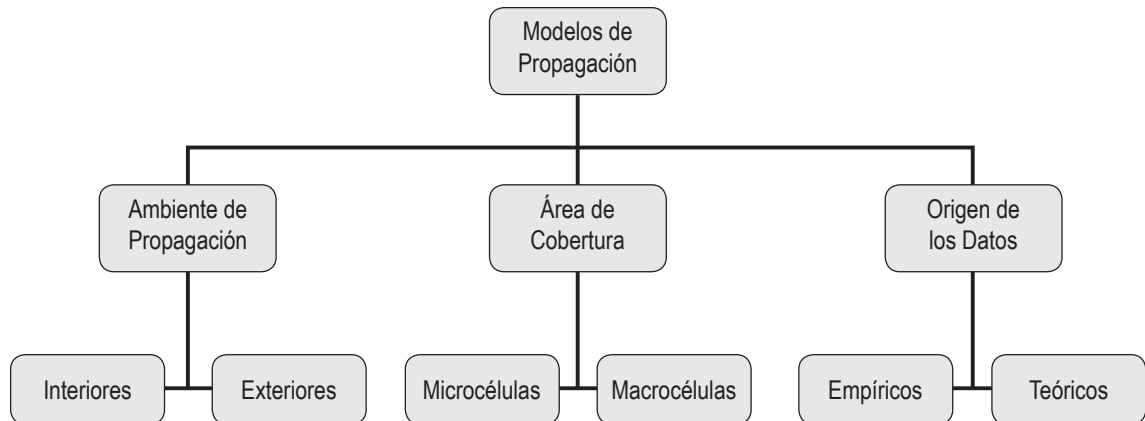 Modelos de
Propagación
Ambiente de
Propagación
Área de
Cobertura
Origen de
los Datos
Interiores
Exteriores
Microcélulas
Macrocélulas
Empíricos
Teóricos